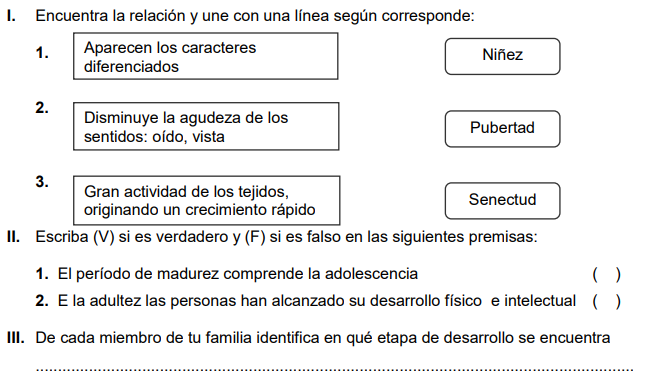 I. Encuentra la relación y une con una línea según corresponde:
1. Aparecen los caracteres
diferenciados
Niñez
2. Disminuye la agudeza de los
sentidos: oído, vista
Pubertad
3. Gran actividad de los tejidos,
originando un crecimiento rápido
Senectud
II. Escriba (V) si es verdadero y (F) si es falso en las siguientes premisas:
1. El período de madurez comprende la adolescencia ( )
2. E la adultez las personas han alcanzado su desarrollo físico e intelectual ( )
III. De cada miembro de tu familia identifica en qué etapa de desarrollo se encuentra
..............................................................................................................................